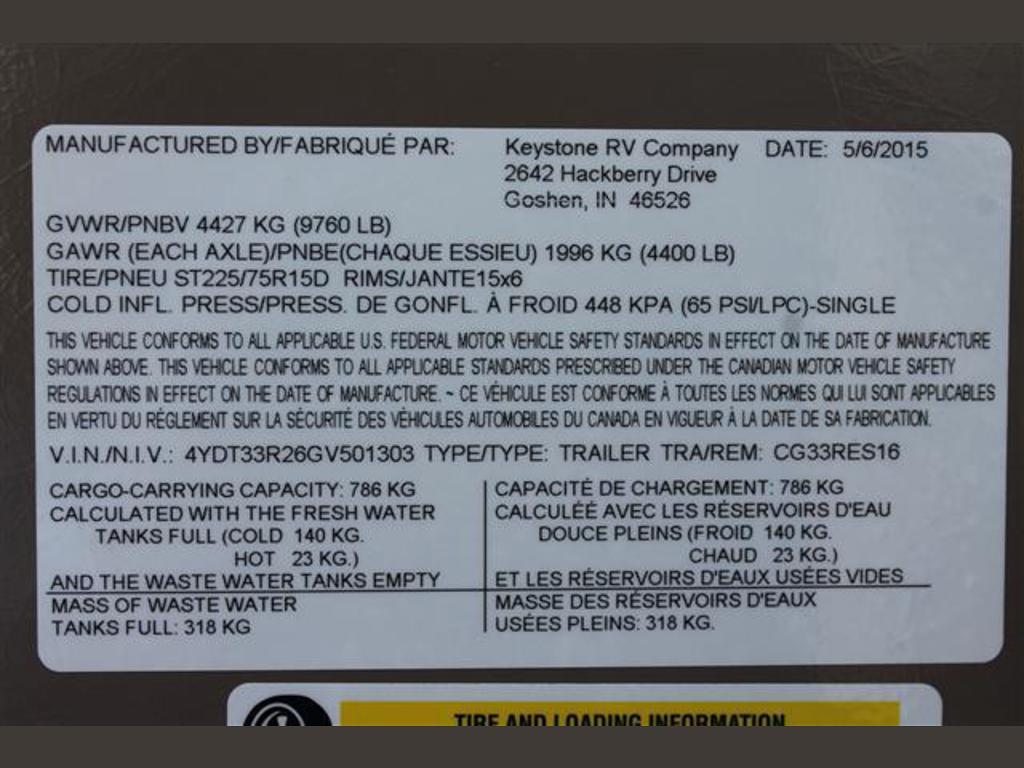 MANUFACTURED BY/FABRIQUÉ PAR: Keystone RV Company DATE: 5/6/2015
2642 Hackberry Drive
Goshen, IN 46526
GVWR/PNBV 4427 KG (9760 LB)
GAWR (EACH AXLE)/PNBE(CHAQUE ESSIEU) 1996 KG (4400 LB)
TIRE/PNEU ST225/75R15D RIMS/JANTE15x6
COLD INFL. PRESS/PRESS. DE GONFL. À FROID 448 KPA (65 PSI/LPC)-SINGLE
THIS VEHICLE CONFORMS TO ALL APPLICABLE U.S. FEDERAL MOTOR VEHICLE SAFETY STANDARDS IN EFFECT ON THE DATE OF MANUFACTURE
SHOWN ABOVE. THIS VEHICLE CONFORMS TO ALL APPLICABLE STANDARDS PRESCRIBED UNDER THE CANADIAN MOTOR VEHICLE SAFETY
REGULATIONS IN EFFECT ON THE DATE OF MANUFACTURE. ~ CE VÉHICULE EST CONFORME À TOUTES LES NORMES QUI LUI SONT APPLICABLES
EN VERTU DU RÉGLEMENT SUR LA SÉCURITÉ DES VÉHICULES AUTOMOBILES DU CANADA EN VIGUEUR À LA DATE DE SA FABRICATION.
V.I.N./N.I.V.: 4YDT33R26GV501303 TYPE/TYPE: TRAILER TRA/REM: CG33RES16
CARGO-CARRYING CAPACITY: 786 KG
CALCULATED WITH THE FRESH WATER
TANKS FULL (COLD 140 KG.
HOT 23 KG.)
AND THE WASTE WATER TANKS EMPTY
MASS OF WASTE WATER
TANKS FULL: 318 KG
CAPACITÉ DE CHARGEMENT: 786 KG
CALCULÉE AVEC LES RÉSERVOIRS D'EAU
DOUCE PLEINS (FROID 140 KG.
CHAUD 23 KG.)
ET LES RÉSERVOIRS D'EAUX USÉES VIDES
MASSE DES RÉSERVOIRS D'EAUX
USÉES PLEINS: 318 KG.
TIRE AND LOADING INFORMATION